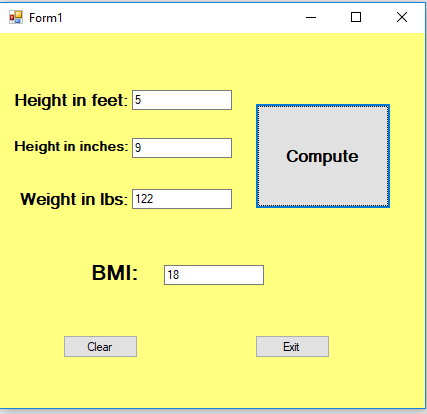 Form1
Height in feet: 5
Height in inches: 9
Compute
Weight in lbs: 122
BMI: 18
Clear Exit